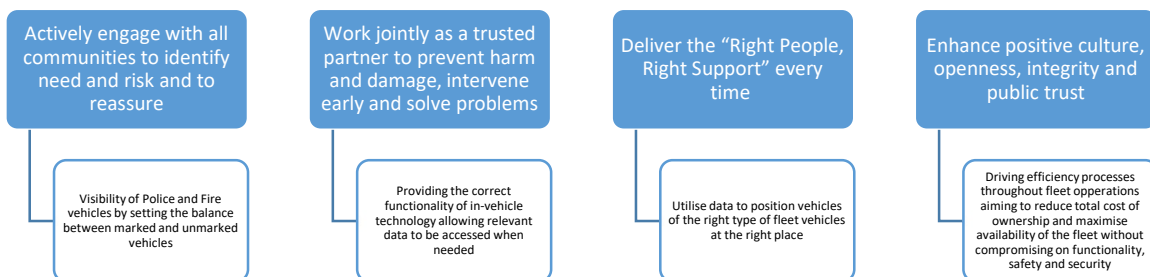 Actively engage with all
communities to identify
need and risk and to
reassure
Visibility of Police and Fire
vehicles by setting the balance
between marked and unmarked
vehicles
Work jointly as a trusted
partner to prevent harm
and damage, intervene
early and solve problems
Providing the correct
functionality of in-vehicle
technology allowing relevant
data to be accessed when
needed
Deliver the “Right People,
Right Support” every
time
Utilise data to position vehicles
of the right type of fleet vehicles
at the right place
Enhance positive culture,
openness, integrity and
public trust
Driving efficiency processes
throughout fleet opperations
aiming to reduce total cost of
ownership and maximise
availability of the fleet without
compromising on functionality,
safety and security